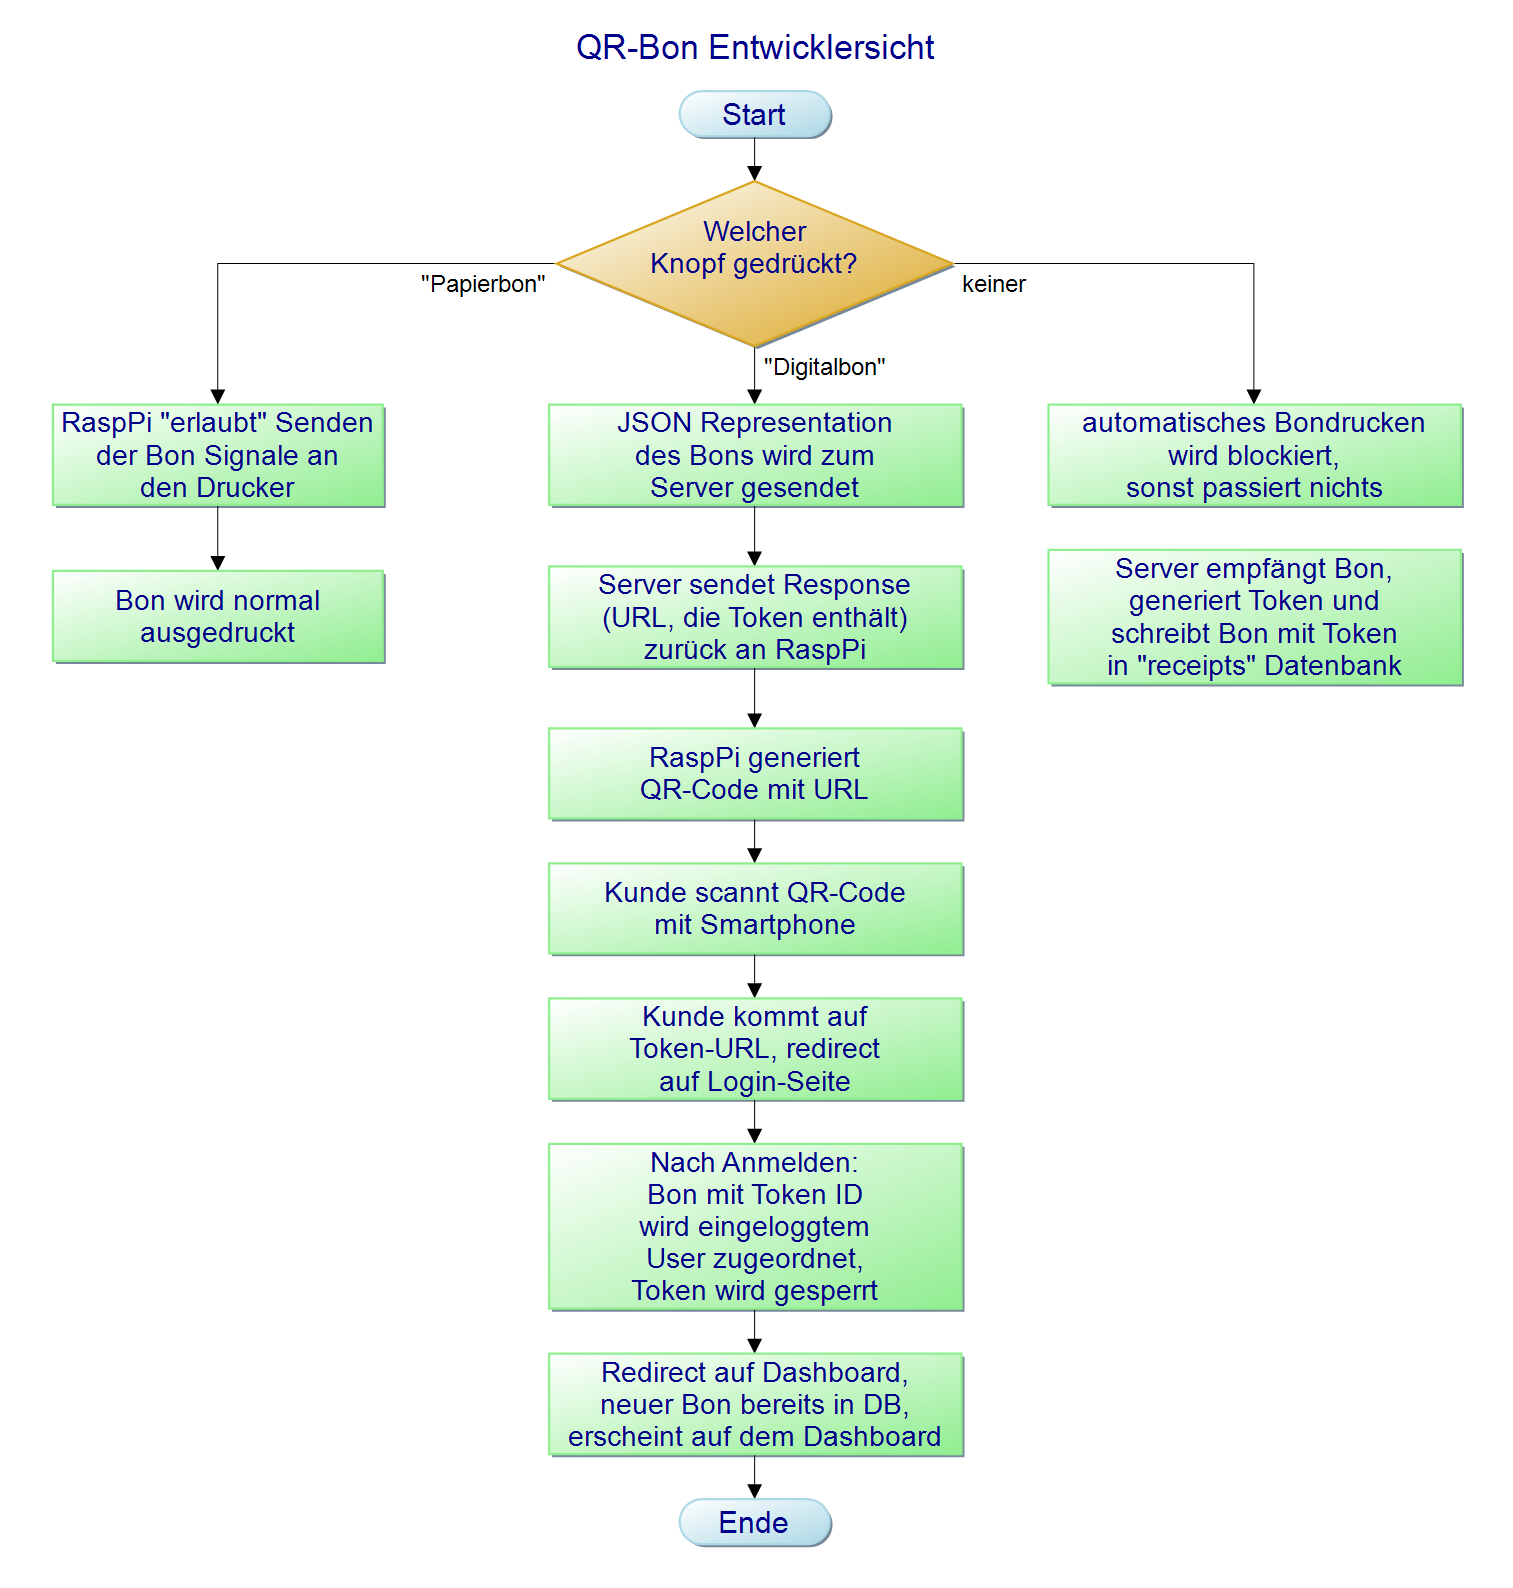 QR-Bon Entwicklersicht
Start
Welcher
Knopf gedrückt?
"Papierbon"
keiner
"Digitalbon"
RaspPi "erlaubt" Senden
der Bon Signale an
den Drucker
Bon wird normal
ausgedruckt
JSON Representation
des Bons wird zum
Server gesendet
Server sendet Response
(URL, die Token enthält)
zurück an RaspPi
RaspPi generiert
QR-Code mit URL
Kunde scannt QR-Code
mit Smartphone
Kunde kommt auf
Token-URL, redirect
auf Login-Seite
Nach Anmelden:
Bon mit Token ID
wird eingeloggtem
User zugeordnet,
Token wird gesperrt
Redirect auf Dashboard,
neuer Bon bereits in DB,
erscheint auf dem Dashboard
Ende
automatisches Bondrucken
wird blockiert,
sonst passiert nichts
Server empfängt Bon,
generiert Token und
schreibt Bon mit Token
in "receipts" Datenbank